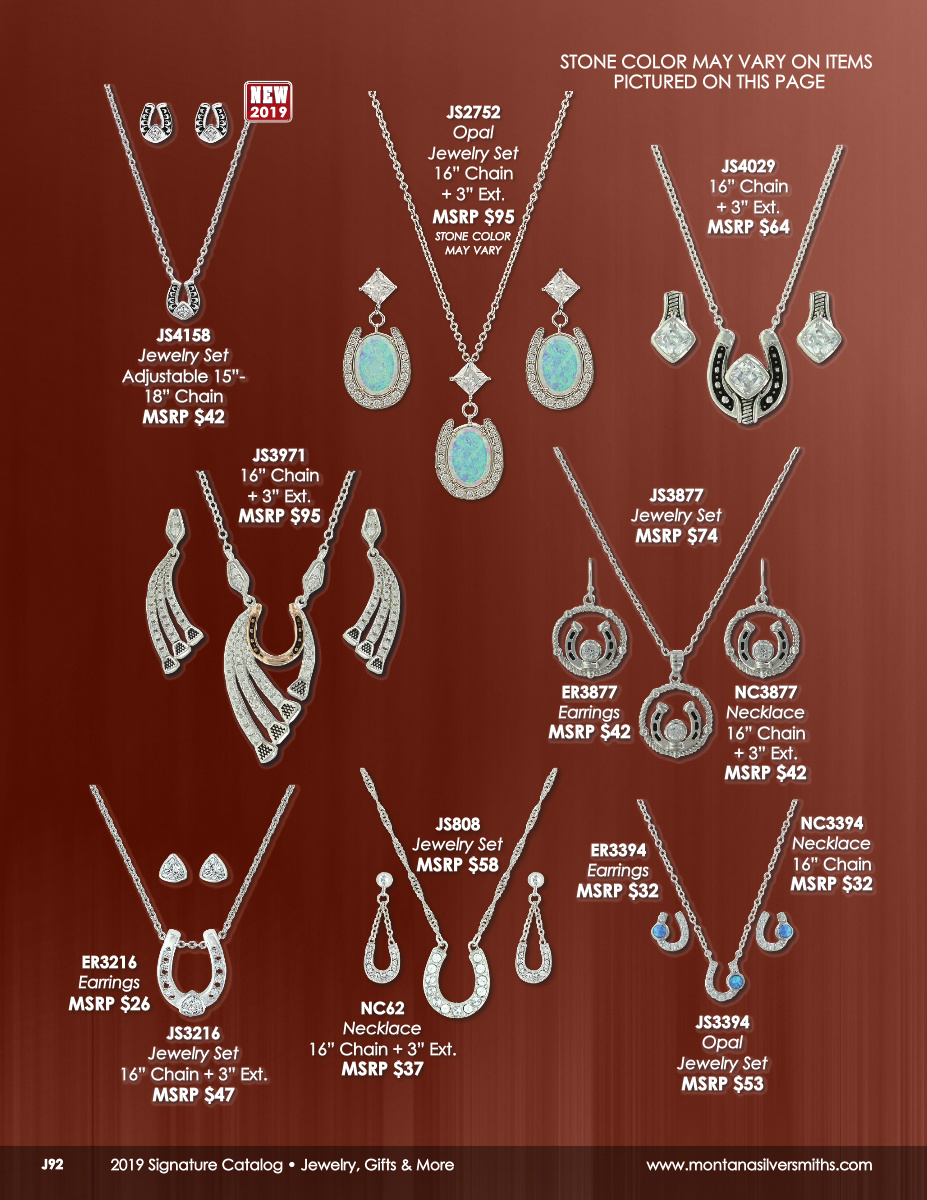 STONE COLOR MAY VARY ON ITEMS
PICTURED ON THIS PAGE
NEW
2019
JS4158
Jewelry Set
Adjustable 15”-
18” Chain
MSRP $42
JS2752
Opal
Jewelry Set
16” Chain
+ 3” Ext.
MSRP $95
STONE COLOR
MAY VARY
JS4029
16” Chain
+ 3” Ext.
MSRP $64
JS3971
16” Chain
+ 3” Ext.
MSRP $95
JS3877
Jewelry Set
MSRP $74
ER3877
Earrings
MSRP $42
NC3877
Necklace
16” Chain
+ 3” Ext.
MSRP $42
ER3216
Earrings
MSRP $26
JS3216
Jewelry Set
16” Chain + 3” Ext.
MSRP $47
JS808
Jewelry Set
MSRP $58
NC62
Necklace
16” Chain + 3” Ext.
MSRP $37
ER3394
Earrings
MSRP $32
NC3394
Necklace
16” Chain
MSRP $32
JS3394
Opal
Jewelry Set
MSRP $53
J92 2019 Signature Catalog • Jewelry, Gifts & More www.montanasilversmiths.com